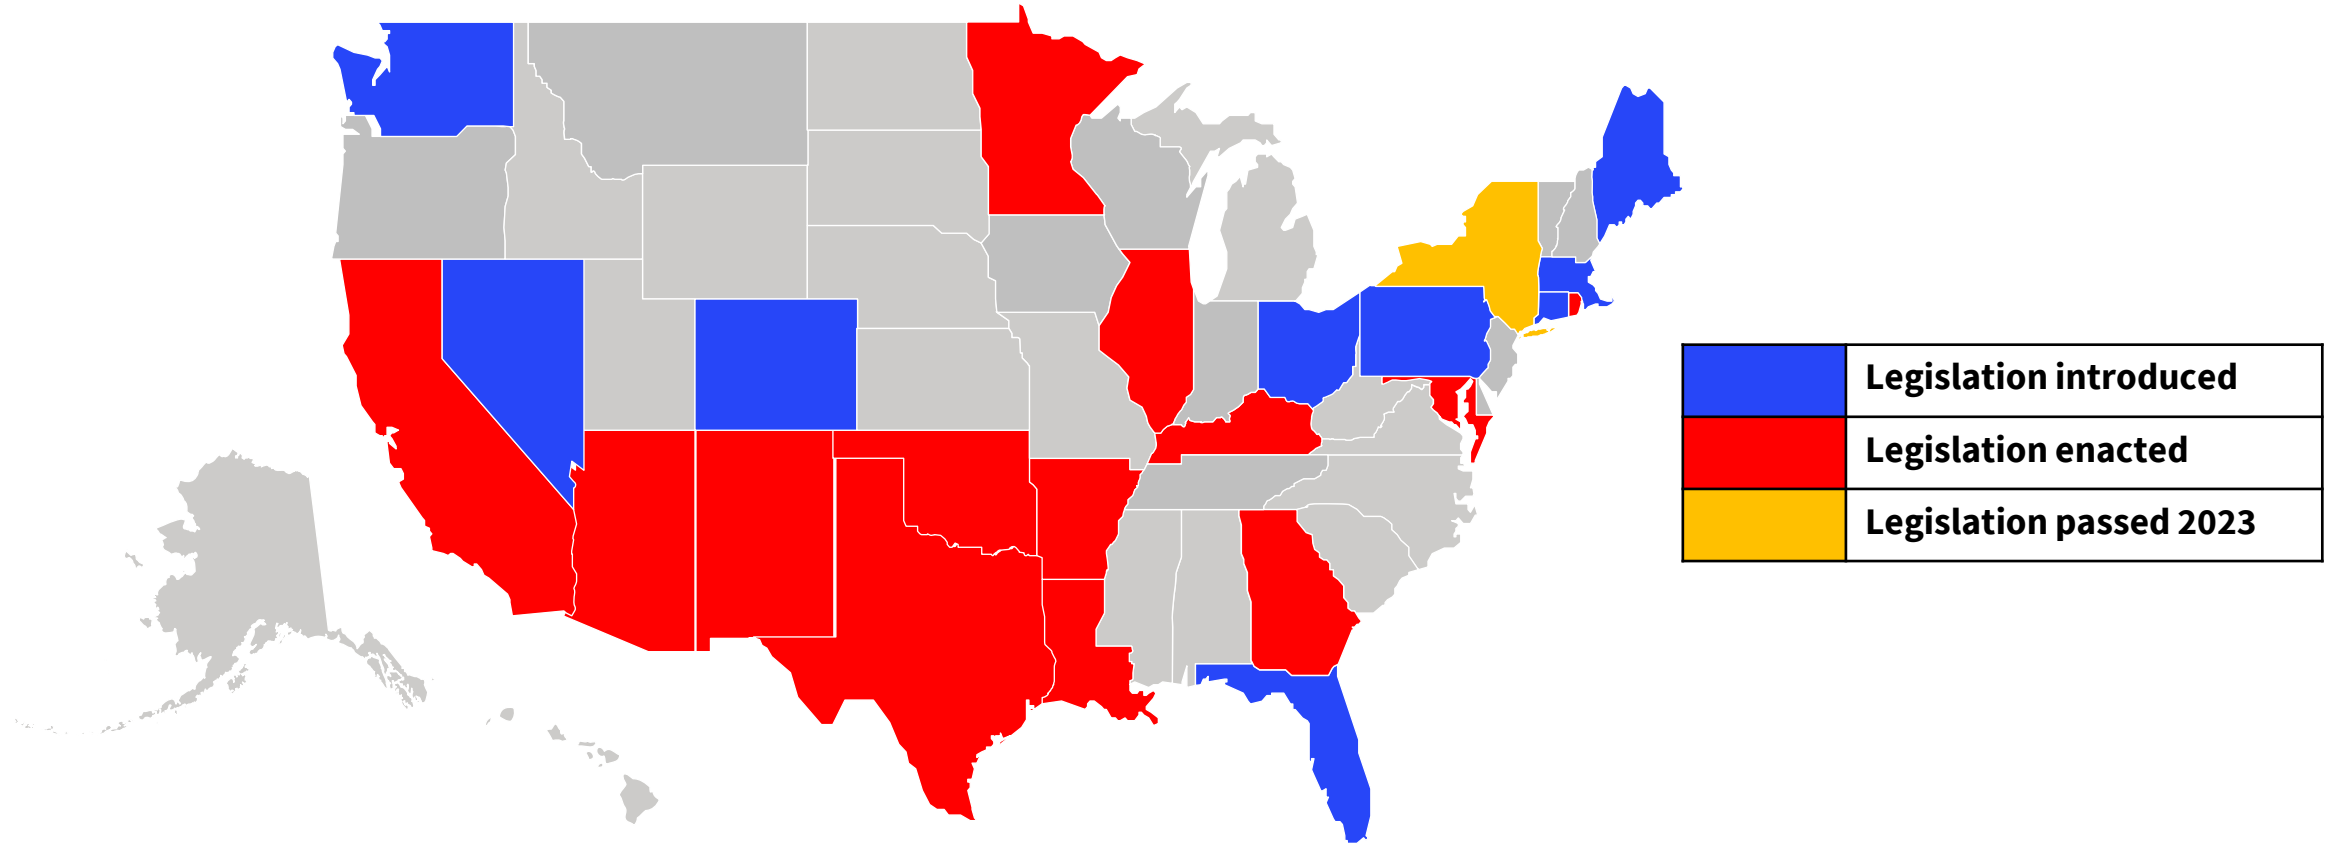 Legislation introduced
Legislation enacted
Legislation passed 2023